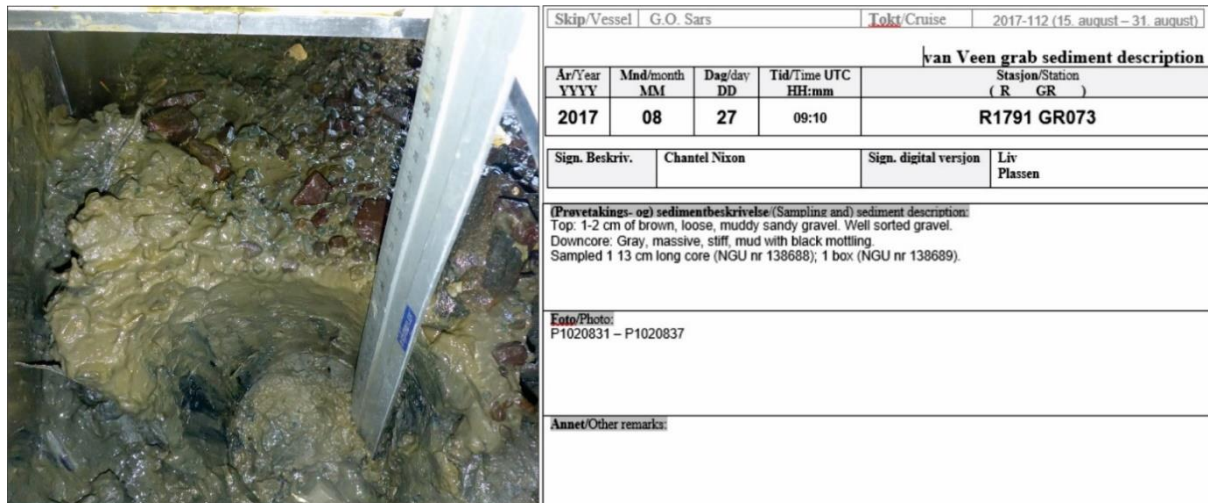 Skip/Vessel G.O. Sars Tokt/Cruise 2017-112 (15. august – 31. august)
van Veen grab sediment description
År/Year Mnd/month Dag/day Tid/Time UTC Stasjon/Station
YYYY MM DD HH:mm ( R GR )
2017 08 27 09:10 R1791 GR073
Sign. Beskriv. Chantel Nixon Sign. digital versjon Liv
Plassen
(Prøvetakings- og) sedimentbeskrivelse/(Sampling and) sediment description:
Top: 1-2 cm of brown, loose, muddy sandy gravel. Well sorted gravel.
Downcore: Gray, massive, stiff, mud with black mottling.
Sampled 1 13 cm long core (NGU nr 138688); 1 box (NGU nr 138689).
Foto/Photo:
P1020831 – P1020837
Annet/Other remarks: